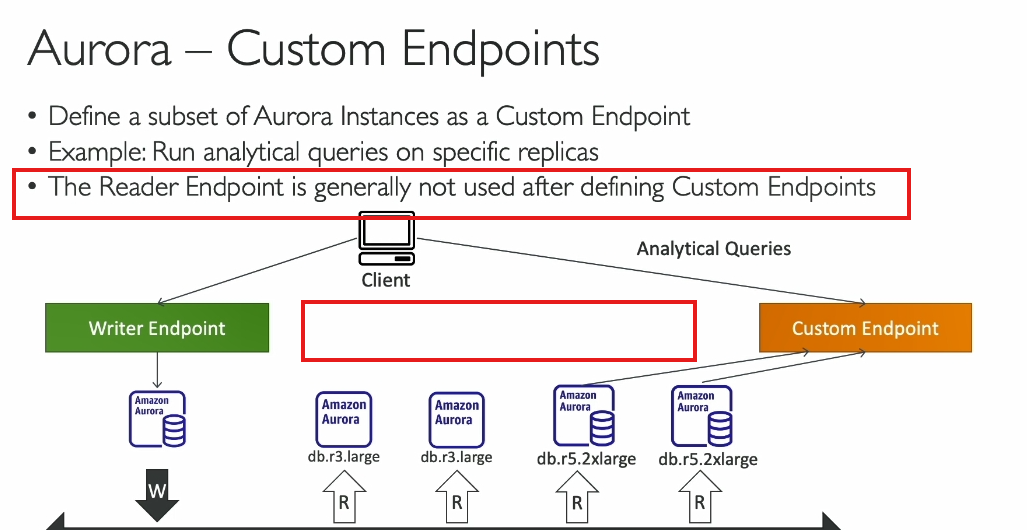 Aurora – Custom Endpoints
• Define a subset of Aurora Instances as a Custom Endpoint
• Example: Run analytical queries on specific replicas
• The Reader Endpoint is generally not used after defining Custom Endpoints
Analytical Queries
Client
Writer Endpoint
Custom Endpoint
Amazon
Aurora
Amazon
Aurora
db.r3.large
Amazon
Aurora
db.r3.large
Amazon
Aurora
db.r5.2xlarge
Amazon
Aurora
db.r5.2xlarge
W
R
R
R
R